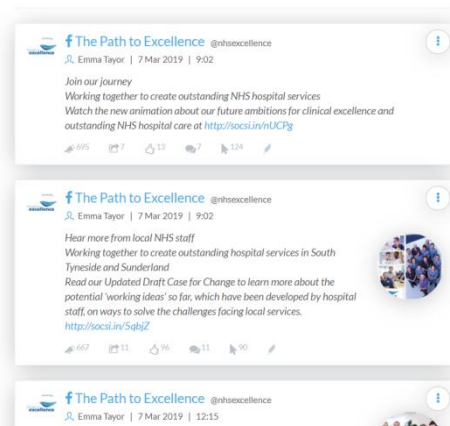 The Path to Excellence @nhsexcellence
Emma Tayor | 7 Mar 2019 | 9:02
Join our journey
Working together to create outstanding NHS hospital services
Watch the new animation about our future ambitions for clinical excellence and
outstanding NHS hospital care at http://socsi.in/nUCPg
695 7 13 7 124
The Path to Excellence @nhsexcellence
Emma Tayor | 7 Mar 2019 | 9:02
Hear more from local NHS staff
Working together to create outstanding hospital services in South
Tyneside and Sunderland
Read our Updated Draft Case for Change to learn more about the
potential 'working ideas' so far, which have been developed by hospital
staff, on ways to solve the challenges facing local services.
http://socsi.in/5qbjZ
667 11 96 11 90
The Path to Excellence @nhsexcellence
Emma Tayor | 7 Mar 2019 | 12:15